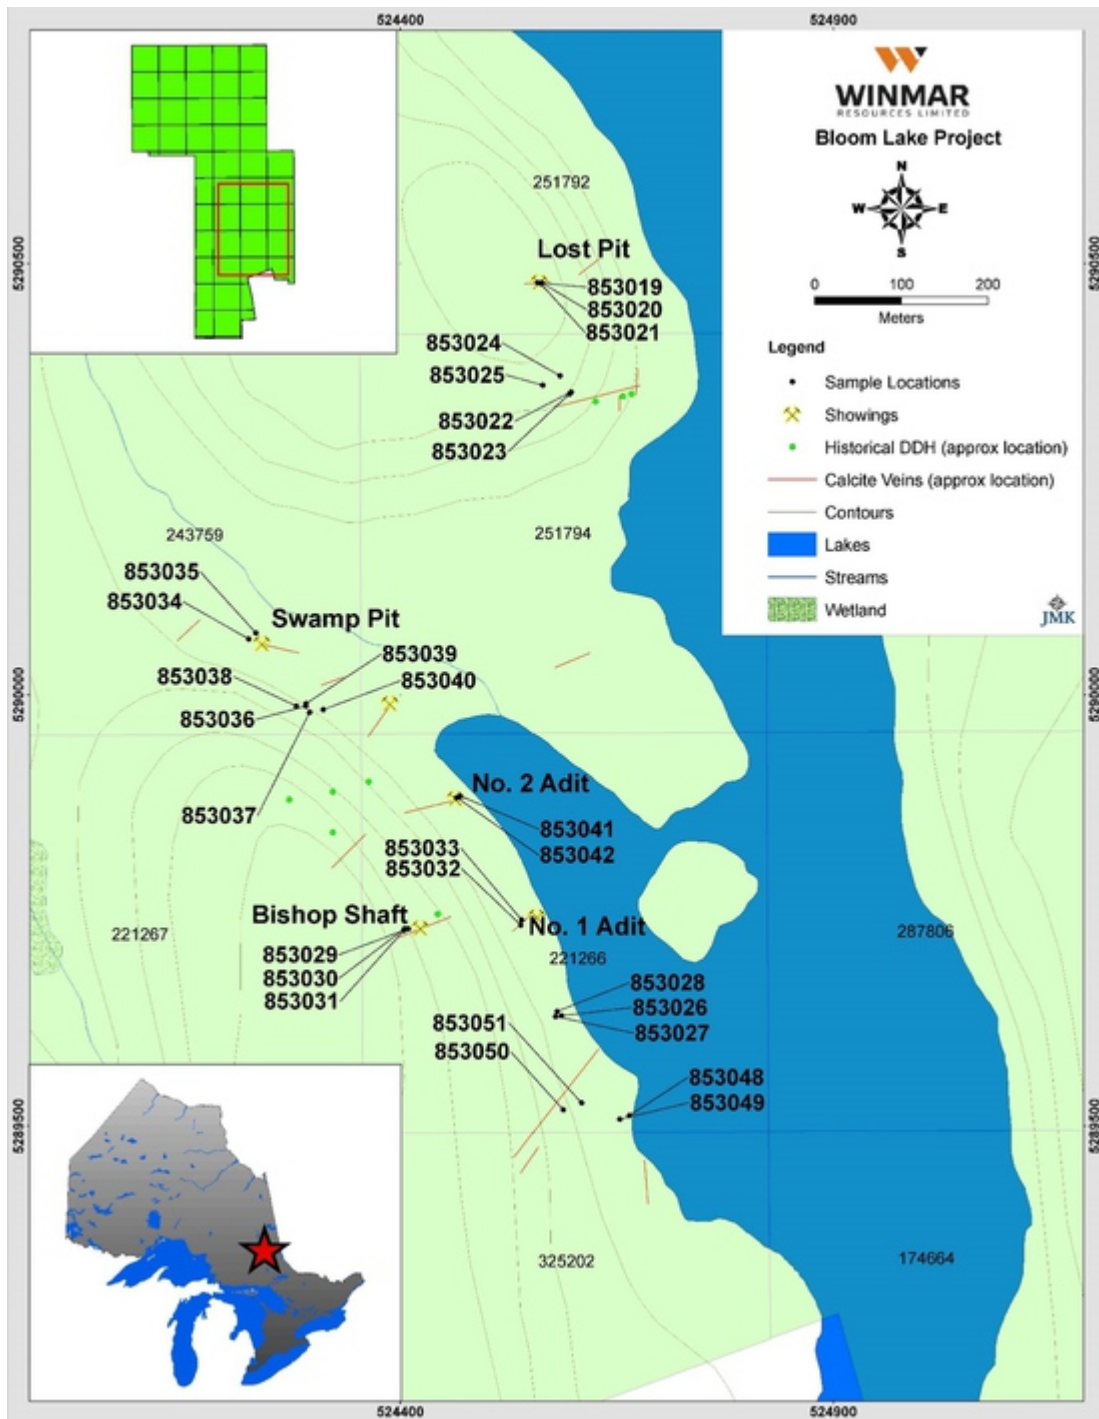 524400
524900
WINMAR
RESOURCES LIMITED
Bloom Lake Project
N
W
E
S
0
100
200
Meters
Legend
Sample Locations
Showings
Historical DDH (approx location)
Calcite Veins (approx location)
Contours
Lakes
Streams
Wetland
JMK
251792
5290500
5290500
Lost Pit
853019
853020
853021
853024
853025
853022
853023
243759
251794
853035
853034
Swamp Pit
853039
853038
853040
5290000
5290000
853036
853037
No. 2 Adit
853041
853042
853033
853032
Bishop Shaft
No. 1 Adit
221267
287806
853029
221266
853030
853031
853028
853026
853027
853051
853050
853048
853049
5289500
5289500
325202
174664
524400
524900